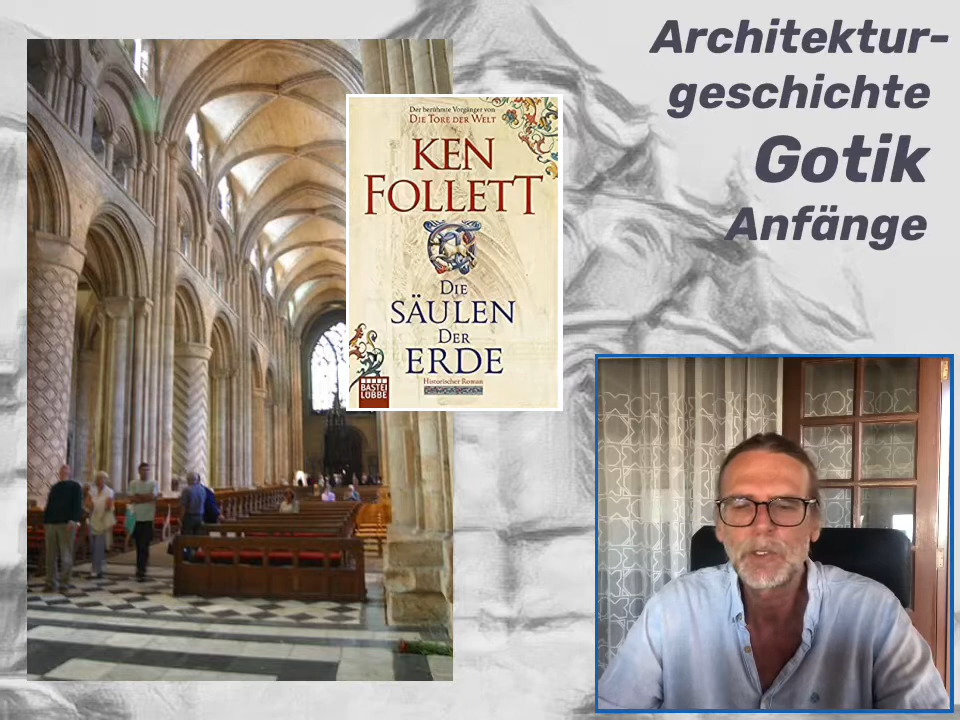 Architektur-
geschichte
Gotik
Anfänge
Der berühmte Vorgänger von
DIE TORE DER WELT
KEN
FOLLETT
DIE
SÄULEN
DER
ERDE
Historischer Roman
BASTEI
LÜBBE